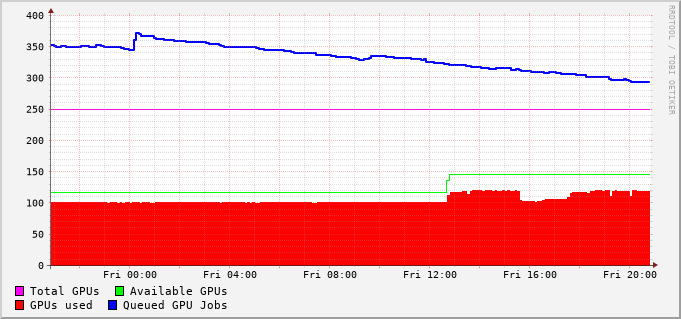 400
350
300
250
200
150
100
50
0
Fri 00:00 Fri 04:00 Fri 08:00 Fri 12:00 Fri 16:00 Fri 20:00
Total GPUs Available GPUs
GPUs used Queued GPU Jobs
RRDTOOL / TOBI OETIKER